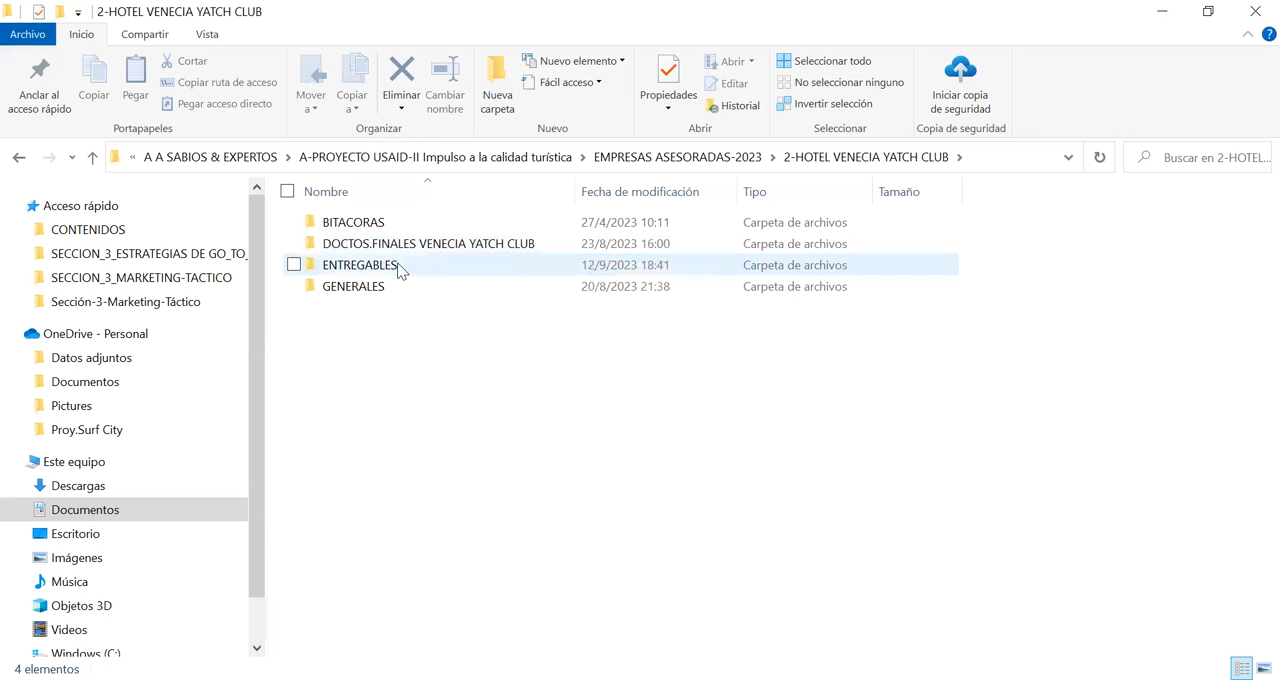 2-HOTEL VENECIA YATCH CLUB
Archivo Inicio Compartir Vista
Anclar al acceso rápido
Copiar
Pegar
Cortar
Copiar ruta de acceso
Pegar acceso directo
Portapapeles
Mover a
Copiar a
Eliminar
Cambiar nombre
Organizar
Nueva carpeta
Nuevo elemento
Fácil acceso
Nuevo
Propiedades
Abrir
Editar
Historial
Abrir
Seleccionar todo
No seleccionar ninguno
Invertir selección
Seleccionar
Iniciar copia de seguridad
Copia de seguridad
« A A SABIOS & EXPERTOS > A-PROYECTO USAID-II Impulso a la calidad turística > EMPRESAS ASESORADAS-2023 > 2-HOTEL VENECIA YATCH CLUB >
Buscar en 2-HOTEL...
Acceso rápido
CONTENIDOS
SECCION_3_ESTRATEGIAS DE GO_TO_
SECCION_3_MARKETING-TACTICO
Sección-3-Marketing-Táctico
OneDrive - Personal
Datos adjuntos
Documentos
Pictures
Proy.Surf City
Este equipo
Descargas
Documentos
Escritorio
Imágenes
Música
Objetos 3D
Videos
Windows (C:)
Nombre Fecha de modificación Tipo Tamaño
BITACORAS 27/4/2023 10:11 Carpeta de archivos
DOCTOS.FINALES VENECIA YATCH CLUB 23/8/2023 16:00 Carpeta de archivos
ENTREGABLES 12/9/2023 18:41 Carpeta de archivos
GENERALES 20/8/2023 21:38 Carpeta de archivos
4 elementos